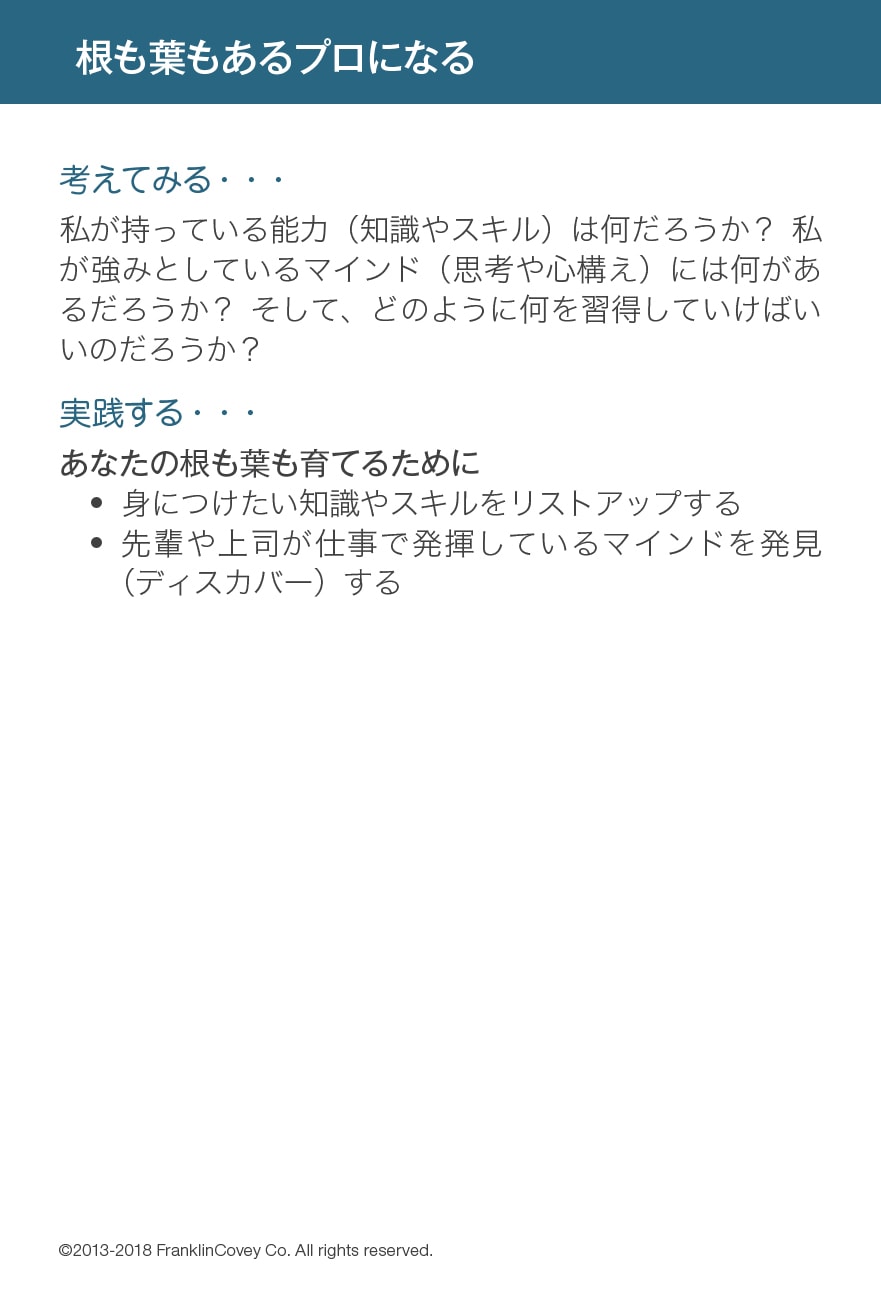 根も葉もあるプロになる
考えてみる・・・
私が持っている能力（知識やスキル）は何だろうか？ 私
が強みとしているマインド（思考や心構え）には何があ
るだろうか？ そして、どのように何を習得していけばい
いのだろうか？
実践する・・・
あなたの根も葉も育てるために
• 身につけたい知識やスキルをリストアップする
• 先輩や上司が仕事で発揮しているマインドを発見
（ディスカバー）する
©2013-2018 FranklinCovey Co. All rights reserved.